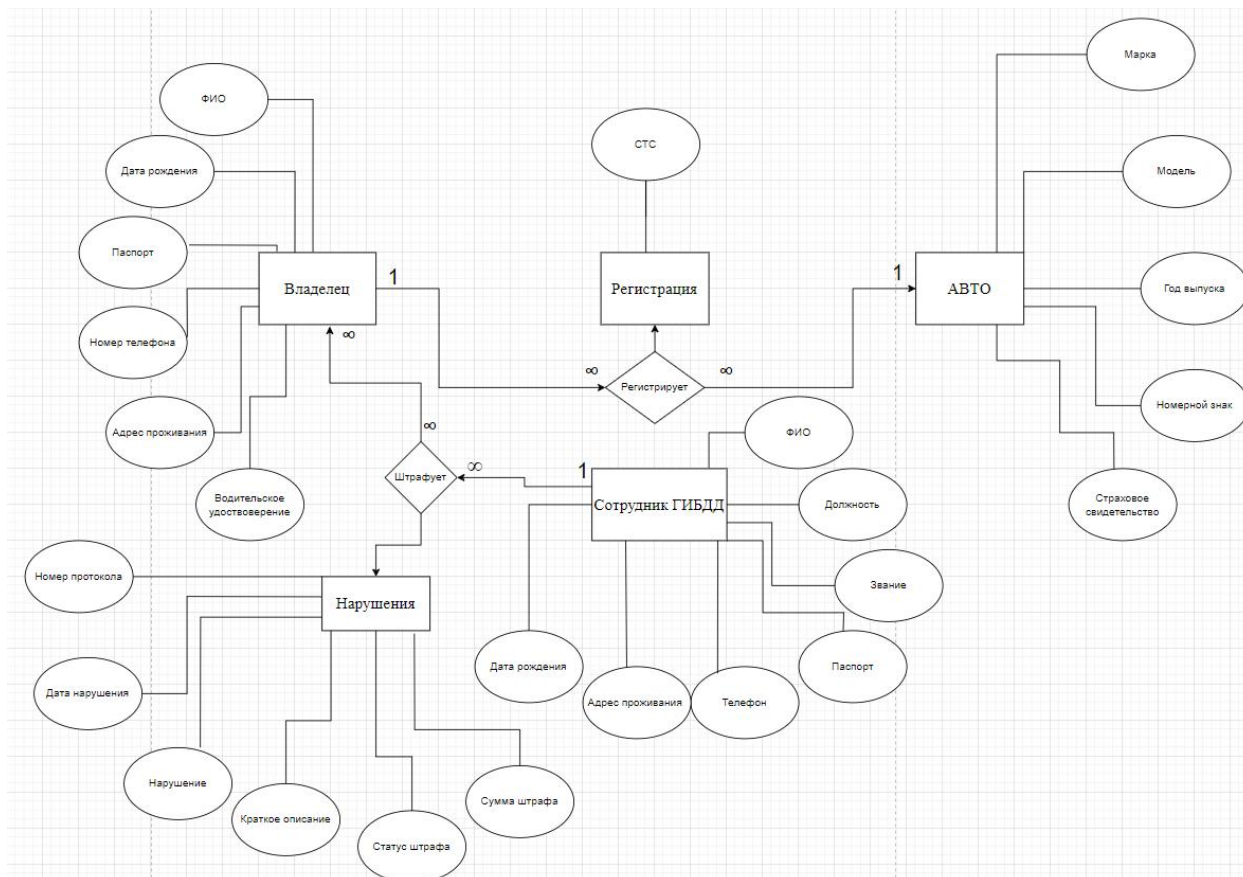 Марка
ФИО
СТС
Дата рождения
Модель
Паспорт
Владелец
1
Регистрация
1
АВТО
Год выпуска
Номер телефона
∞
∞
∞
Регистрирует
Номерной знак
Адрес проживания
∞
ФИО
Штрафует
∞
1
Водительское
удоствоверение
Сотрудник ГИБДД
Должность
Страховое
свидетельство
Номер протокола
Нарушения
Звание
Дата рождения
Паспорт
Дата нарушения
Адрес проживания
Телефон
Нарушение
Краткое описание
Сумма штрафа
Статус штрафа